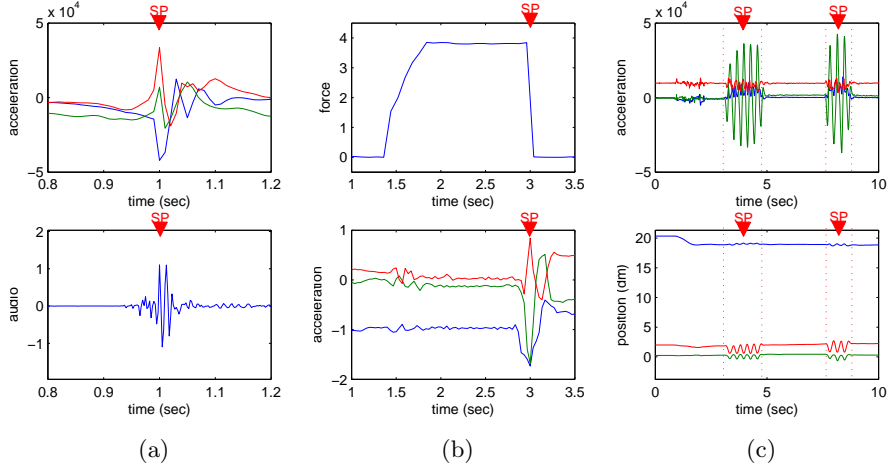 x 10⁴
SP
5
0
−5
acceleration
0.8 0.9 1 1.1 1.2
time (sec)
SP
4
3
2
1
0
force
1 1.5 2 2.5 3 3.5
time (sec)
x 10⁴
SP SP
5
0
−5
acceleration
0 5 10
time (sec)
SP
2
1
0
−1
audio
0.8 0.9 1 1.1 1.2
time (sec)
SP
1
0
−1
−2
acceleration
1 1.5 2 2.5 3 3.5
time (sec)
SP SP
20
15
10
5
0
position (dm)
0 5 10
time (sec)
(a) (b) (c)